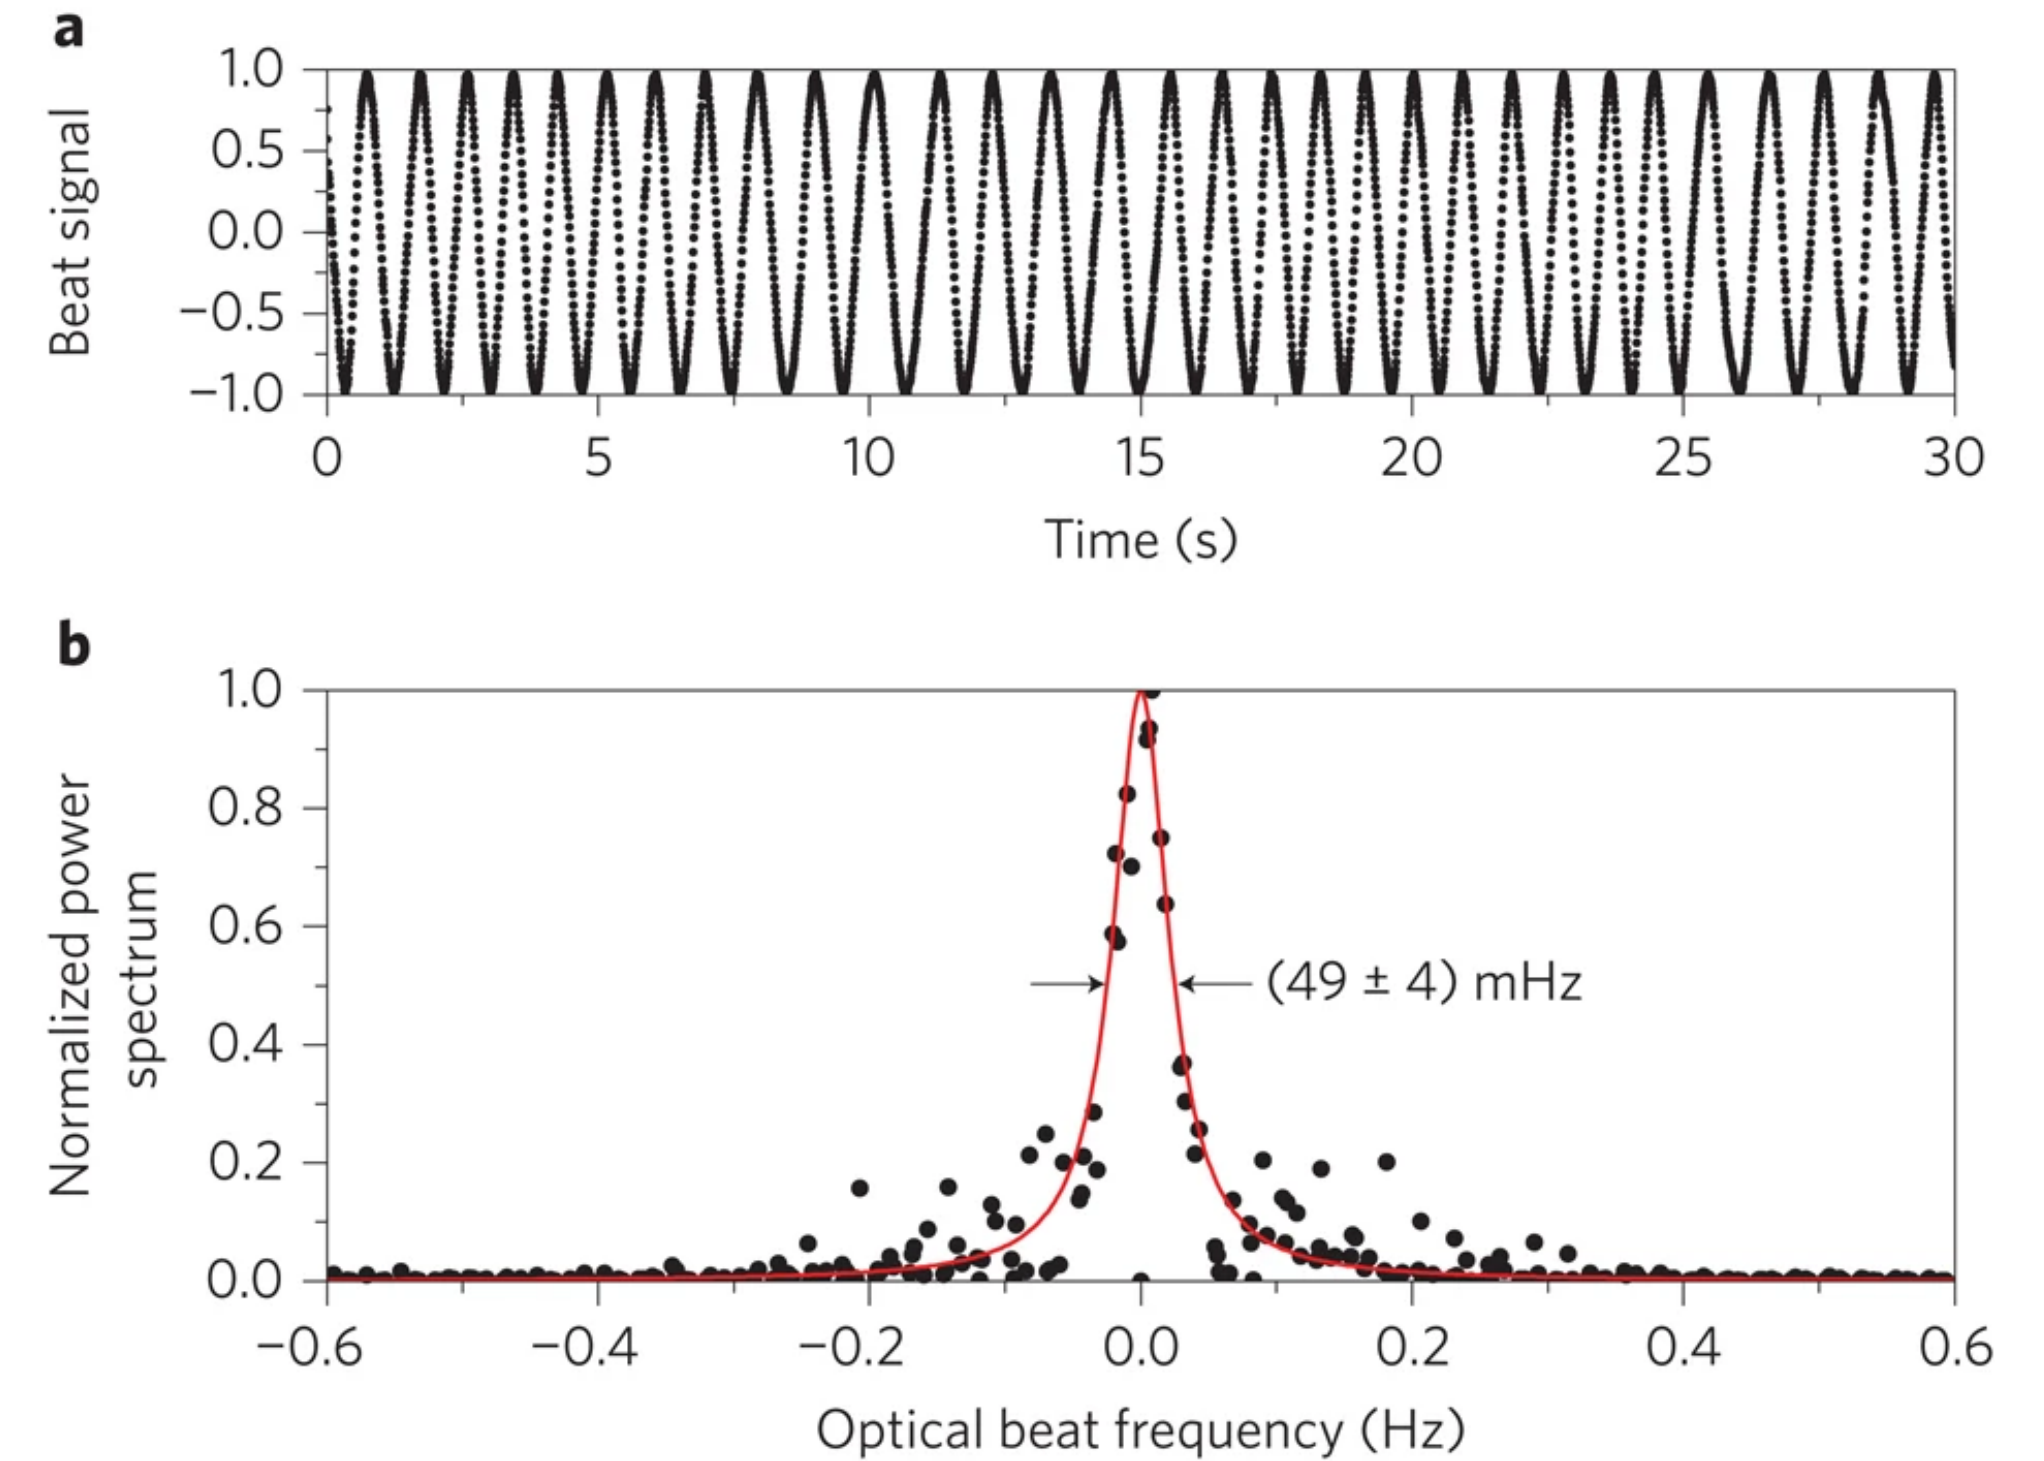 a
1.0
0.5
0.0
−0.5
−1.0
Beat signal
0 5 10 15 20 25 30
Time (s)
b
1.0
0.8
0.6
0.4
0.2
0.0
Normalized power
spectrum
(49 ± 4) mHz
−0.6 −0.4 −0.2 0.0 0.2 0.4 0.6
Optical beat frequency (Hz)